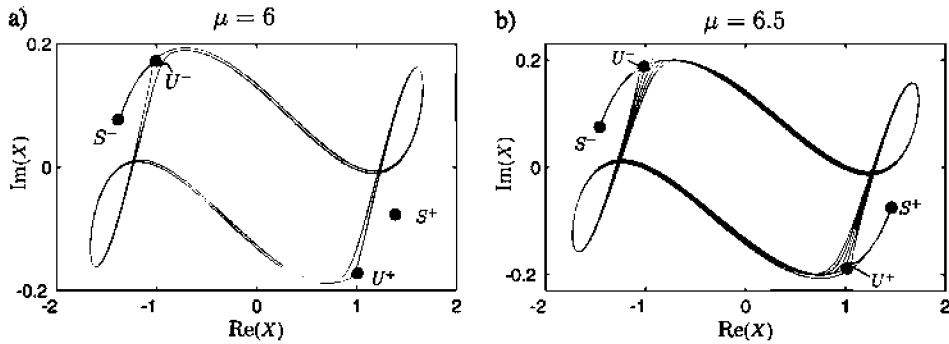 a) μ = 6
0.2
U⁻
S⁻
Im(X)
0
S⁺
U⁺
-0.2
-2 -1 0 1 2
Re(X)
b) μ = 6.5
0.2
U⁻
S⁻
Im(X)
0
S⁺
U⁺
-0.2
-2 -1 0 1 2
Re(X)